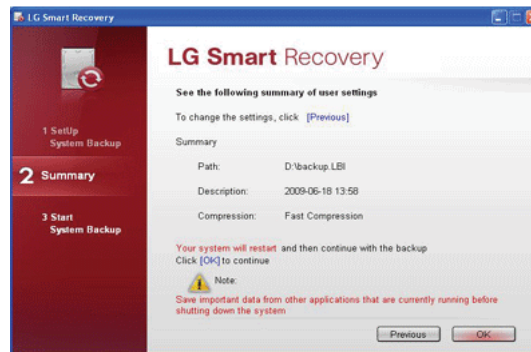 LG Smart Recovery
LG Smart Recovery
1 SetUp
System Backup
2 Summary
3 Start
System Backup
See the following summary of user settings
To change the settings, click [Previous]
Summary
Path: D:\backup.LBI
Description: 2009-06-18 13:58
Compression: Fast Compression
Your system will restart and then continue with the backup
Click [OK] to continue
Note:
Save important data from other applications that are currently running before
shutting down the system
Previous OK